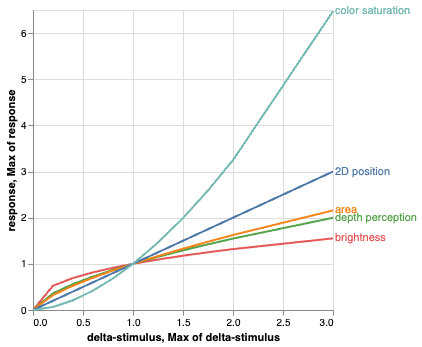 color saturation
6
5
4
3
2
1
0
2D position
area
depth perception
brightness
0.0 0.5 1.0 1.5 2.0 2.5 3.0
delta-stimulus, Max of delta-stimulus
response, Max of response